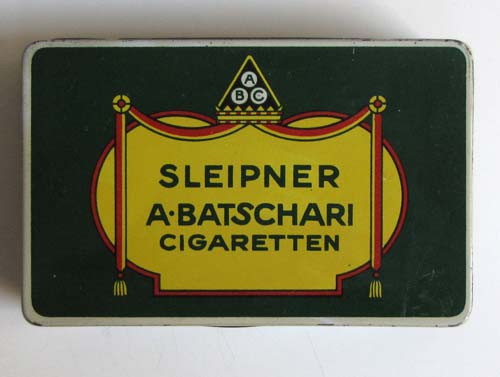 A
B C
SLEIPNER
A·BATSCHARI
CIGARETTEN